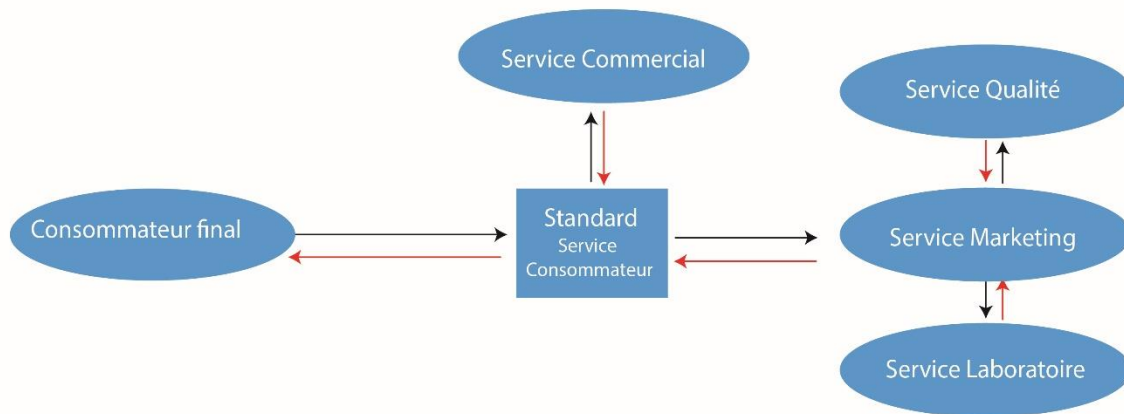 Service Commercial
Service Qualité
Consommateur final
Standard
Service
Consommateur
Service Marketing
Service Laboratoire